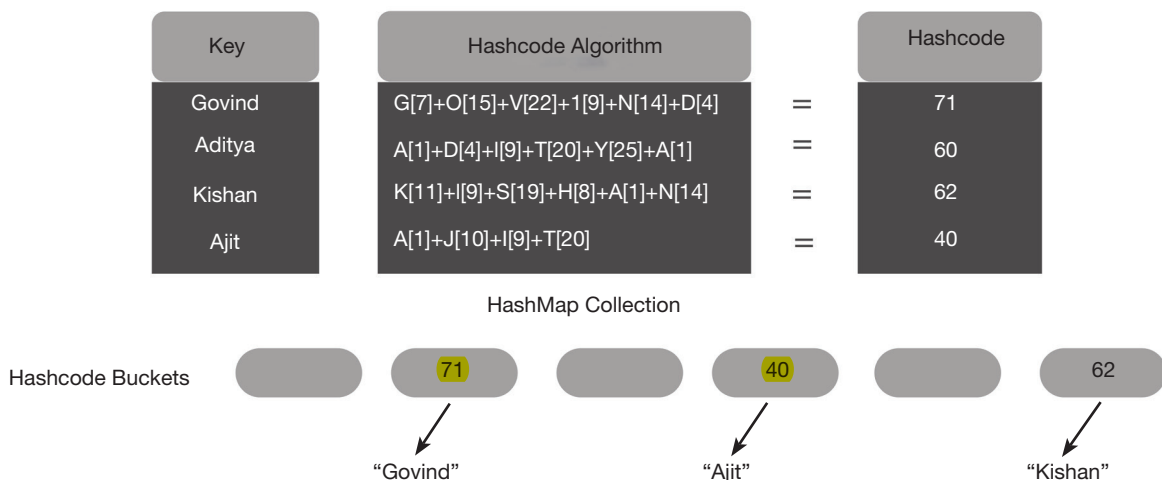 Key Hashcode Algorithm Hashcode
Govind G[7]+O[15]+V[22]+1[9]+N[14]+D[4] = 71
Aditya A[1]+D[4]+I[9]+T[20]+Y[25]+A[1] = 60
Kishan K[11]+I[9]+S[19]+H[8]+A[1]+N[14] = 62
Ajit A[1]+J[10]+I[9]+T[20] = 40
HashMap Collection
Hashcode Buckets 71 40 62
“Govind” “Ajit” “Kishan”